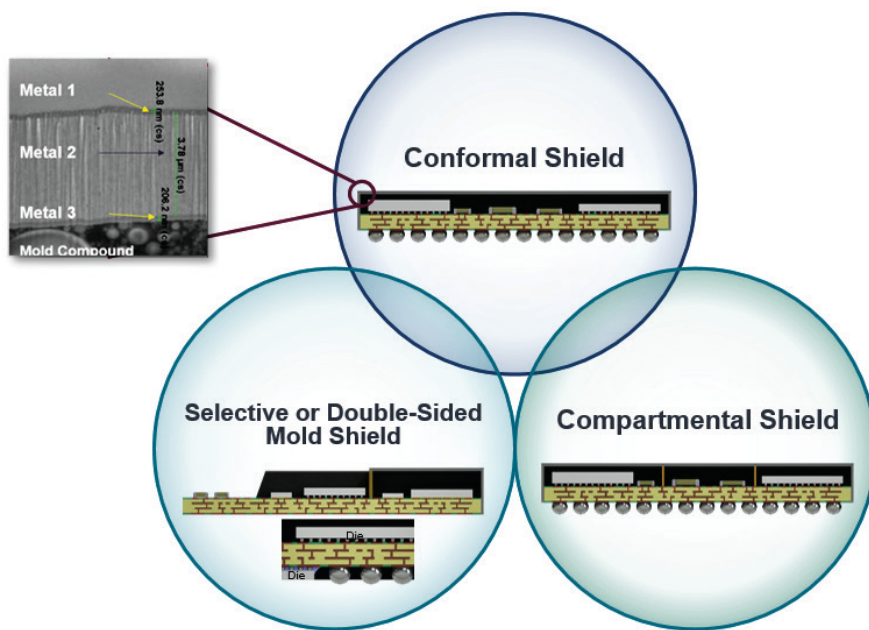 Metal 1
253.8 nm (cs)
Metal 2
3.78 µm (cs)
Metal 3
206.2 nm (
Mold Compound
Conformal Shield
Selective or Double-Sided
Mold Shield
Die
Die
Compartmental Shield